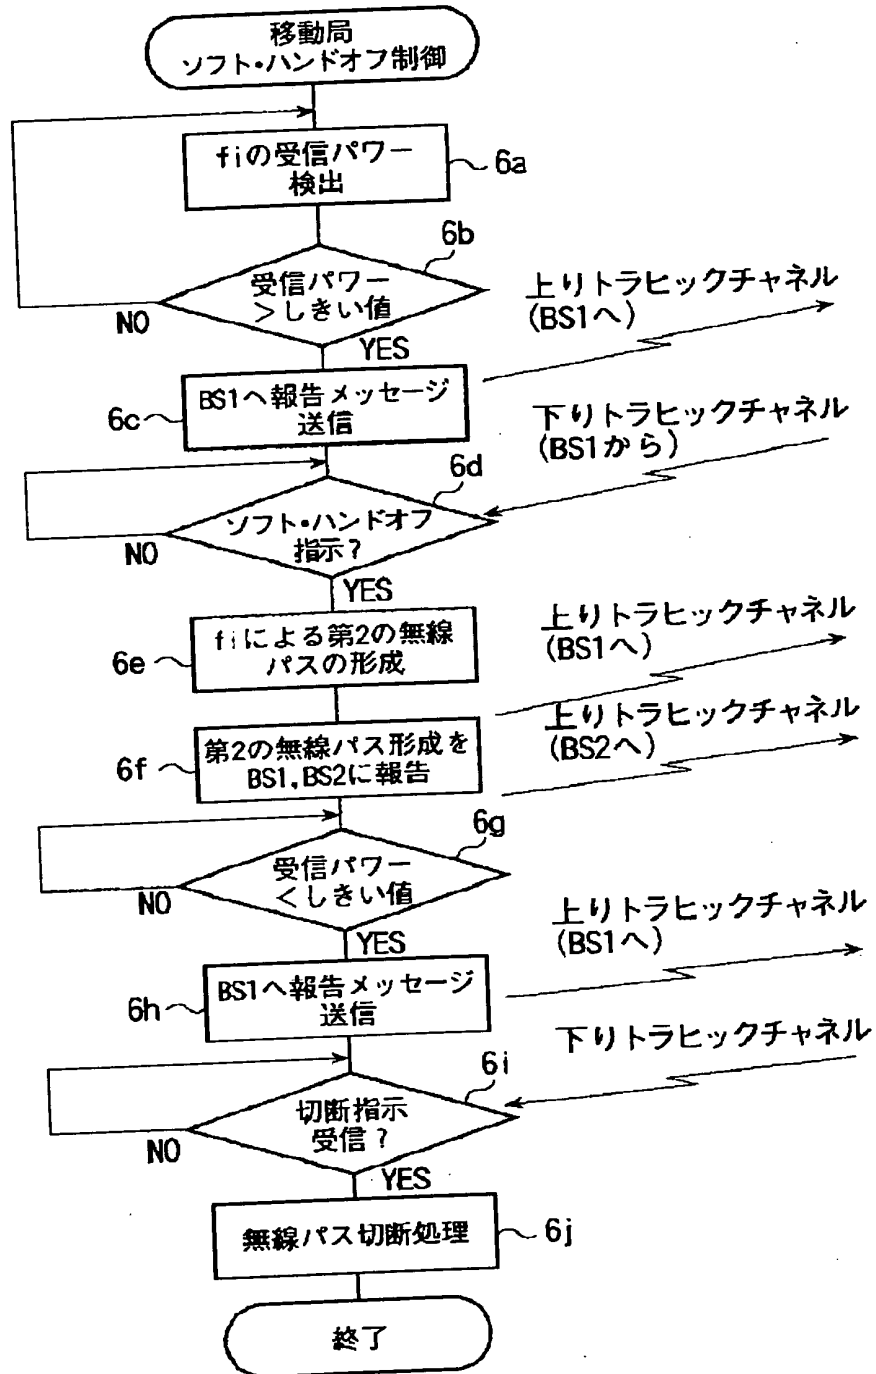 移動局
ソフト・ハンドオフ制御
fiの受信パワー
検出
6a
6b
受信パワー
>しきい値
NO
YES
上りトラヒックチャネル
(BS1へ)
6c
BS1へ報告メッセージ
送信
下りトラヒックチャネル
(BS1から)
6d
ソフト・ハンドオフ
指示?
NO
YES
6e
fiによる第2の無線
パスの形成
上りトラヒックチャネル
(BS1へ)
6f
第2の無線パス形成を
BS1,BS2に報告
上りトラヒックチャネル
(BS2へ)
6g
受信パワー
<しきい値
NO
YES
上りトラヒックチャネル
(BS1へ)
6h
BS1へ報告メッセージ
送信
下りトラヒックチャネル
6i
切断指示
受信?
NO
YES
無線パス切断処理
6j
終了